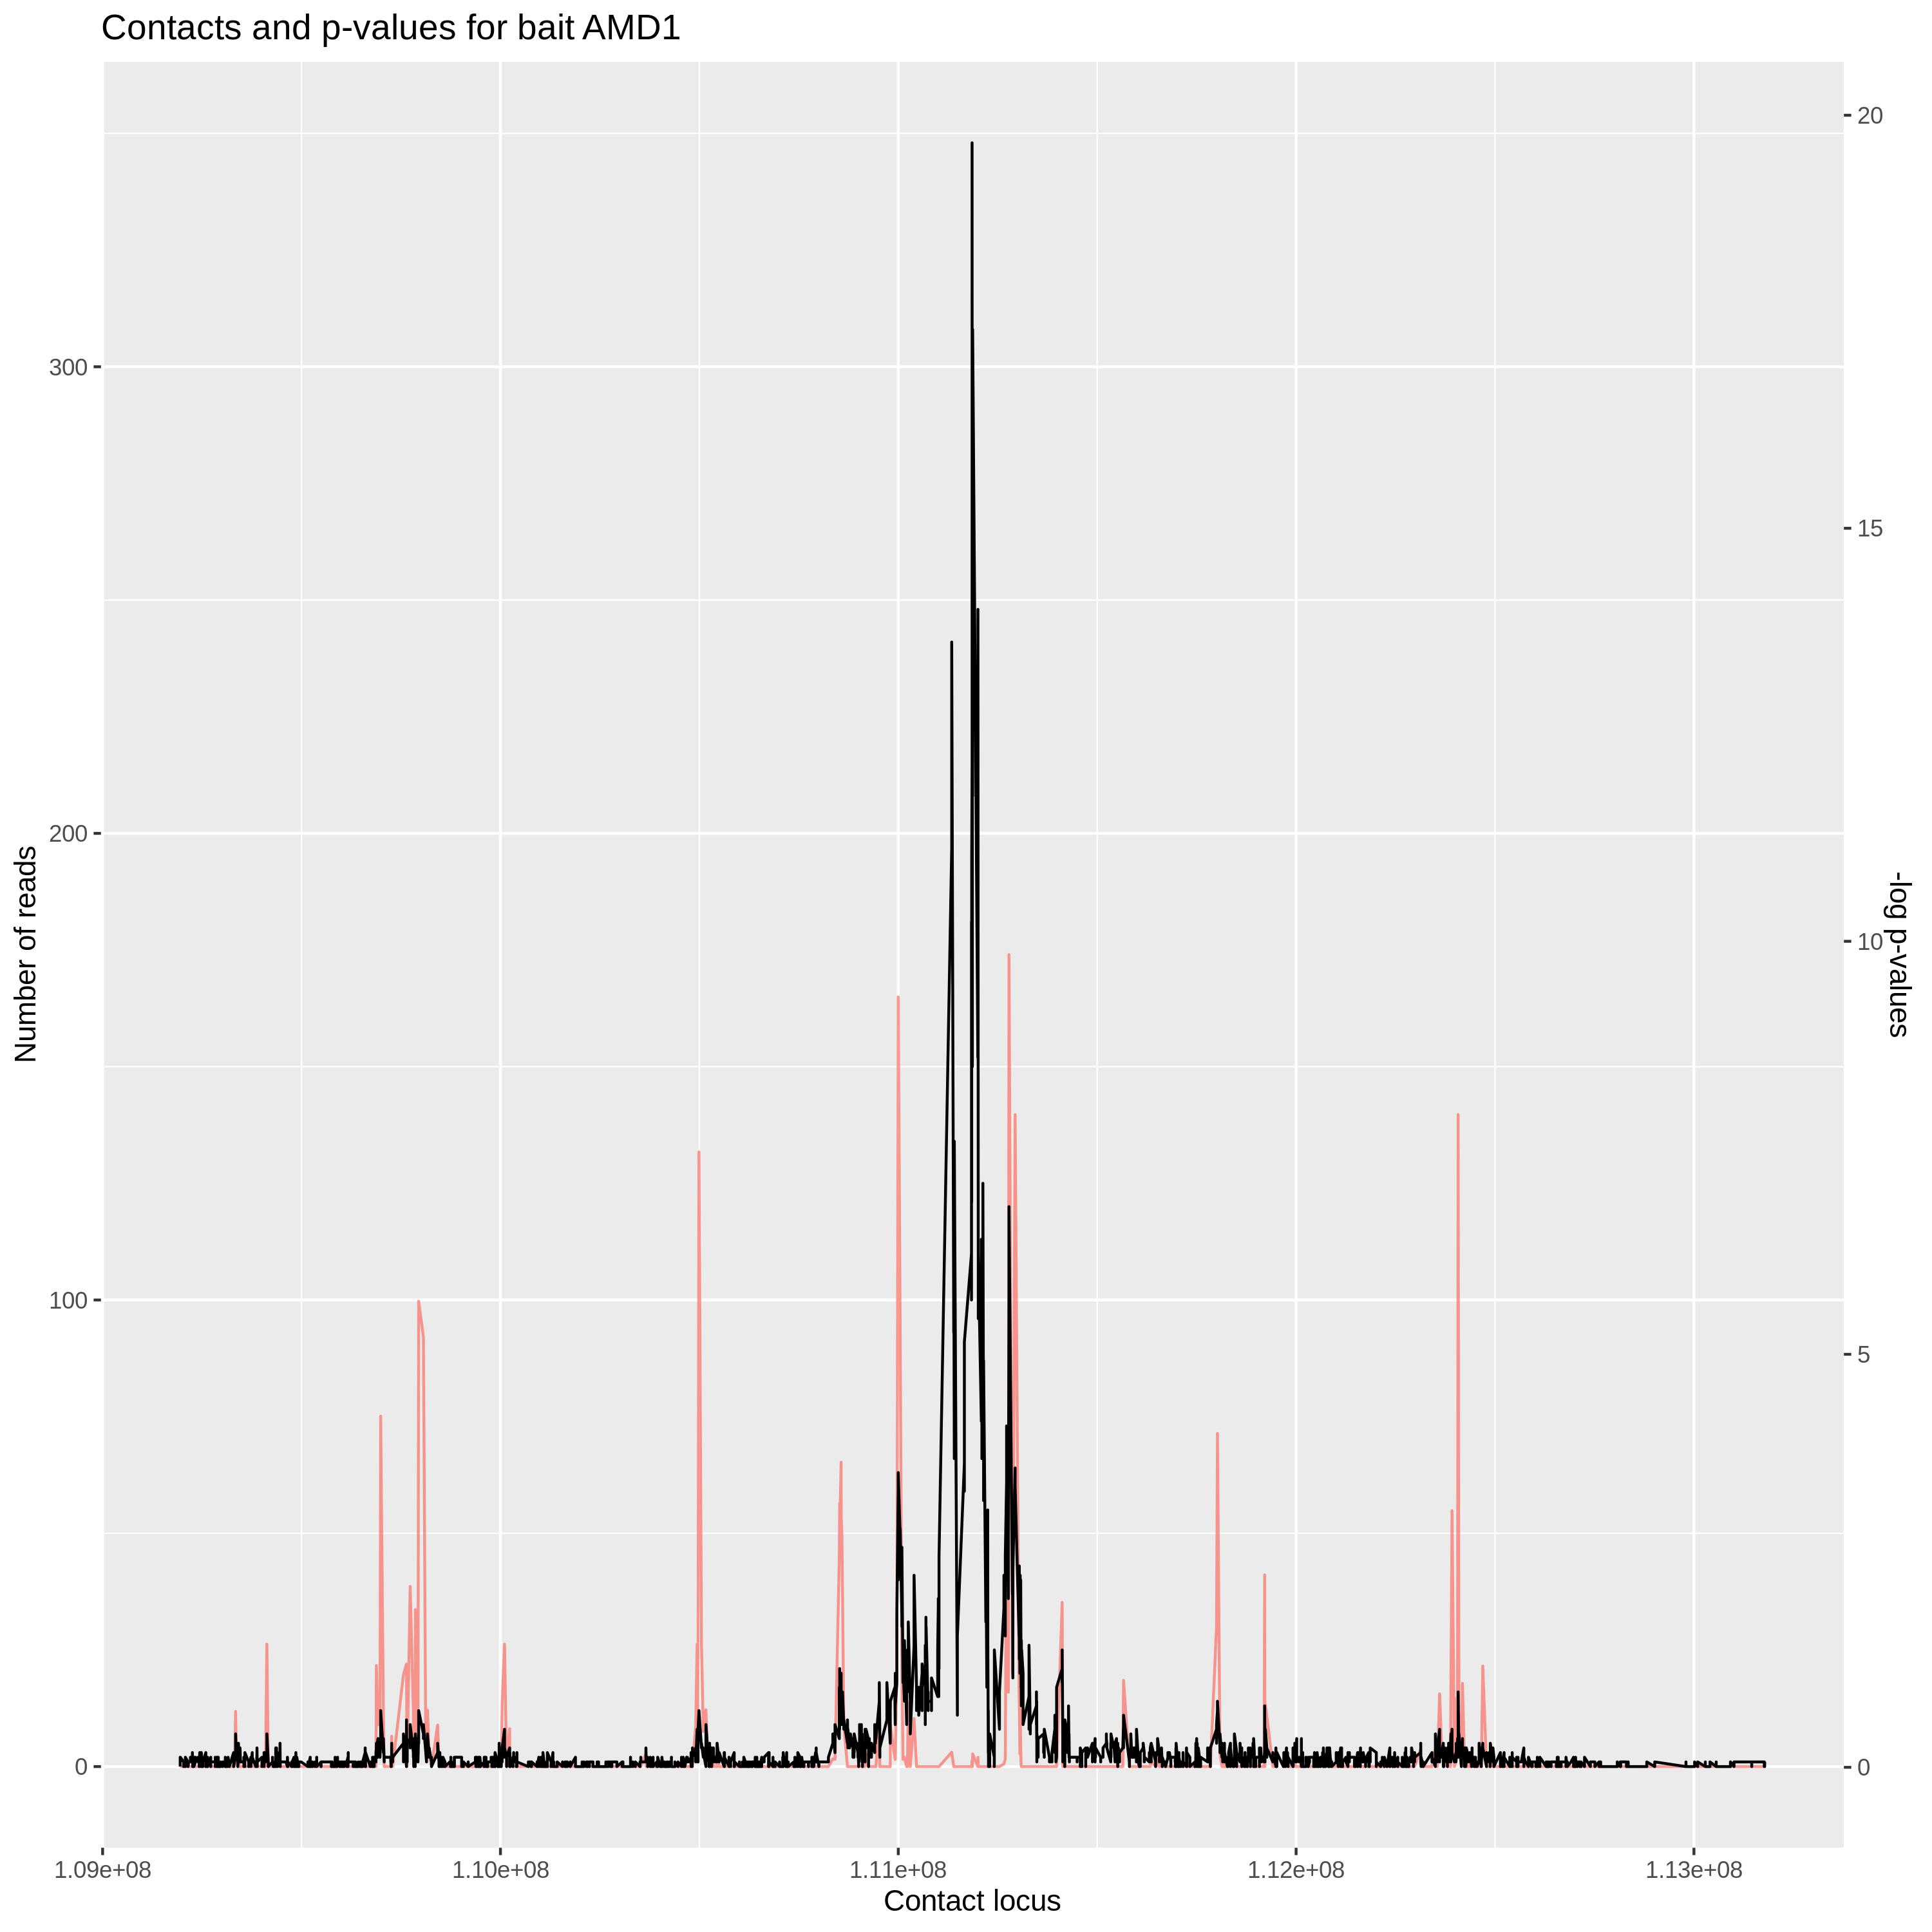 Contacts and p-values for bait AMD1
Number of reads
300
200
100
0
20
15
10
5
0
-log p-values
1.09e+08
1.10e+08
1.11e+08
1.12e+08
1.13e+08
Contact locus